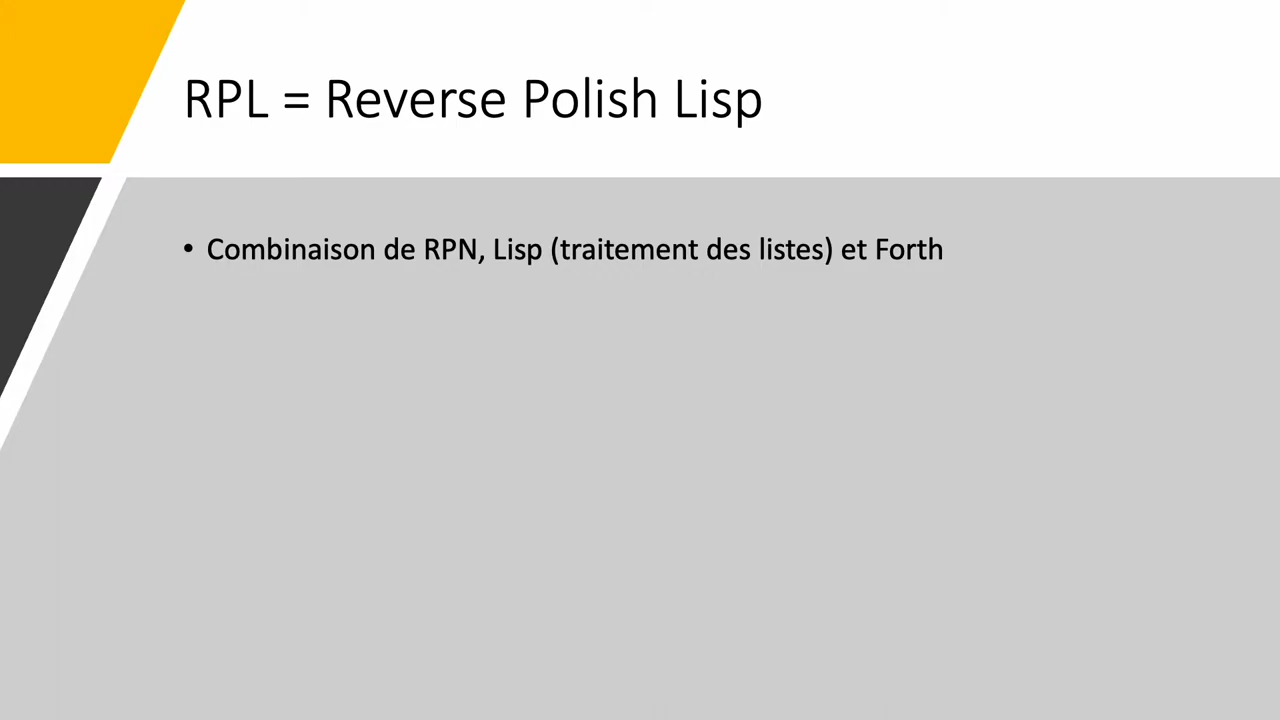 RPL = Reverse Polish Lisp
• Combinaison de RPN, Lisp (traitement des listes) et Forth